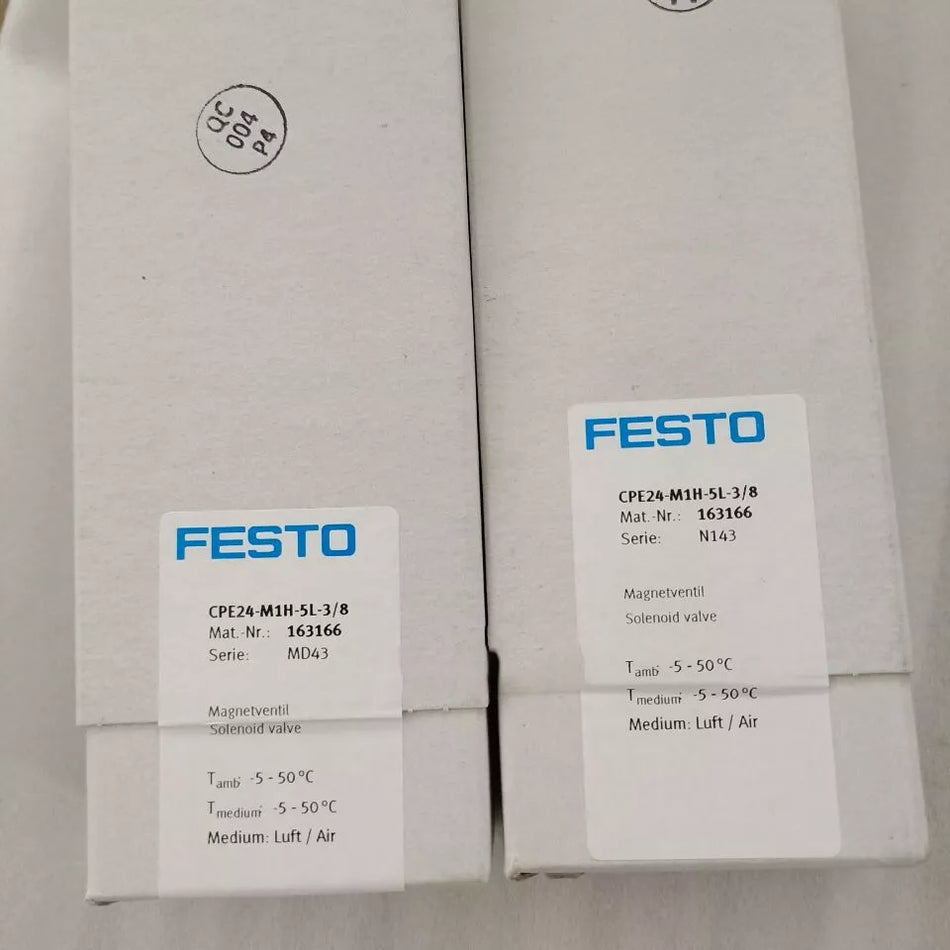 QC
004
P4
FESTO
CPE24-M1H-5L-3/8
Mat.-Nr.: 163166
Serie: MD43
Magnetventil
Solenoid valve
Tamb: -5 - 50°C
Tmedium: -5 - 50°C
Medium: Luft / Air
FESTO
CPE24-M1H-5L-3/8
Mat.-Nr.: 163166
Serie: N143
Magnetventil
Solenoid valve
Tamb: -5 - 50°C
Tmedium: -5 - 50°C
Medium: Luft / Air